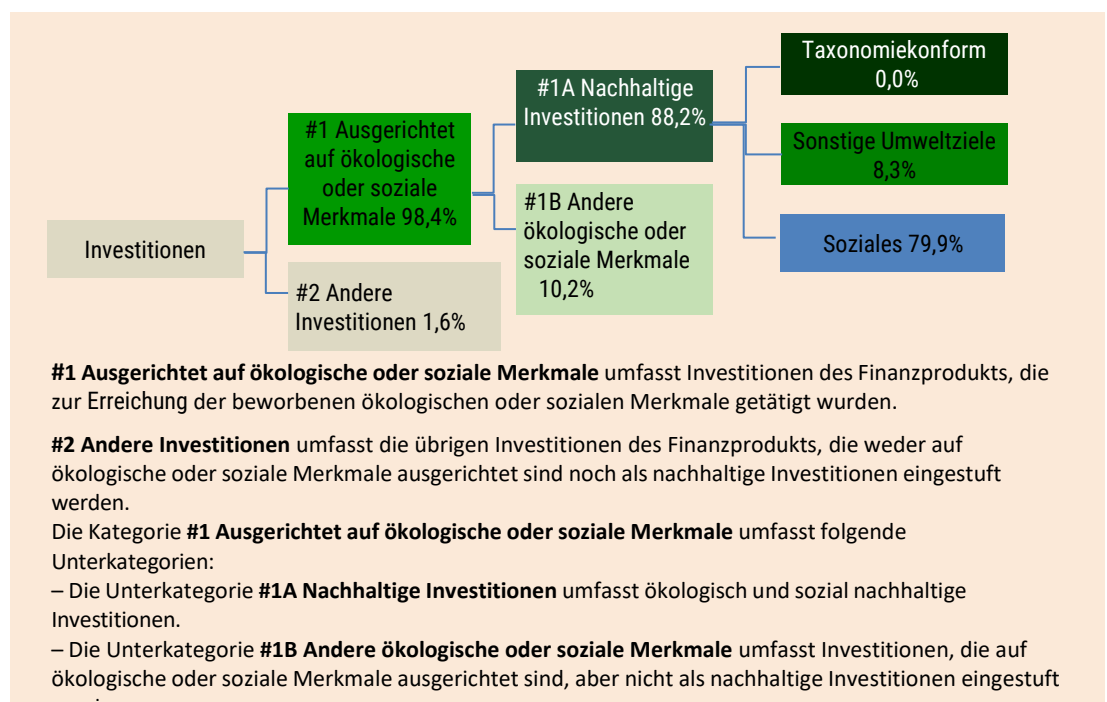 Taxonomiekonform
0,0%
#1A Nachhaltige
Investitionen 88,2%
#1 Ausgerichtet
auf ökologische
oder soziale
Merkmale 98,4%
Sonstige Umweltziele
8,3%
#1B Andere
ökologische oder
soziale Merkmale
10,2%
Investitionen
Soziales 79,9%
#2 Andere
Investitionen 1,6%
#1 Ausgerichtet auf ökologische oder soziale Merkmale umfasst Investitionen des Finanzprodukts, die
zur Erreichung der beworbenen ökologischen oder sozialen Merkmale getätigt wurden.
#2 Andere Investitionen umfasst die übrigen Investitionen des Finanzprodukts, die weder auf
ökologische oder soziale Merkmale ausgerichtet sind noch als nachhaltige Investitionen eingestuft
werden.
Die Kategorie #1 Ausgerichtet auf ökologische oder soziale Merkmale umfasst folgende
Unterkategorien:
– Die Unterkategorie #1A Nachhaltige Investitionen umfasst ökologisch und sozial nachhaltige
Investitionen.
– Die Unterkategorie #1B Andere ökologische oder soziale Merkmale umfasst Investitionen, die auf
ökologische oder soziale Merkmale ausgerichtet sind, aber nicht als nachhaltige Investitionen eingestuft